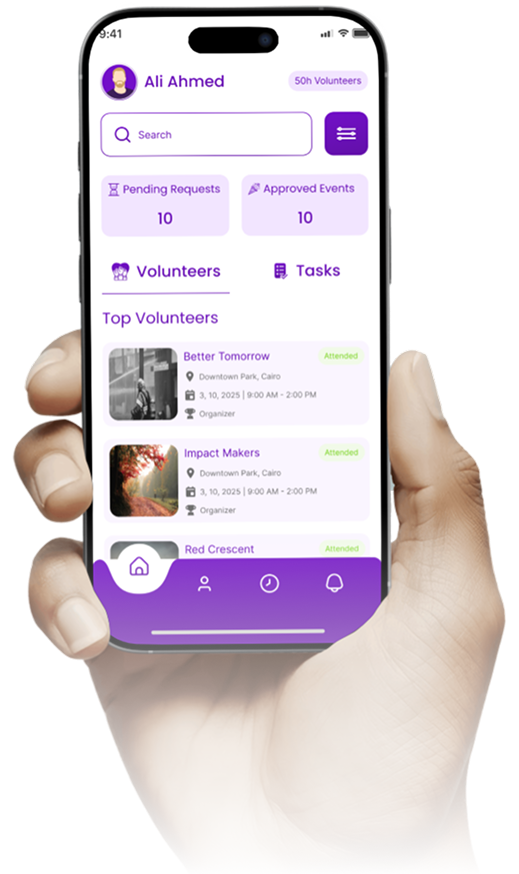 9:41
Ali Ahmed
50h Volunteers
Search
Pending Requests
Approved Events
10
10
Volunteers
Tasks
Top Volunteers
Better Tomorrow
Attended
Downtown Park, Cairo
3, 10, 2025 | 9:00 AM - 2:00 PM
Organizer
Impact Makers
Attended
Downtown Park, Cairo
3, 10, 2025 | 9:00 AM - 2:00 PM
Organizer
Red Crescent
Attended